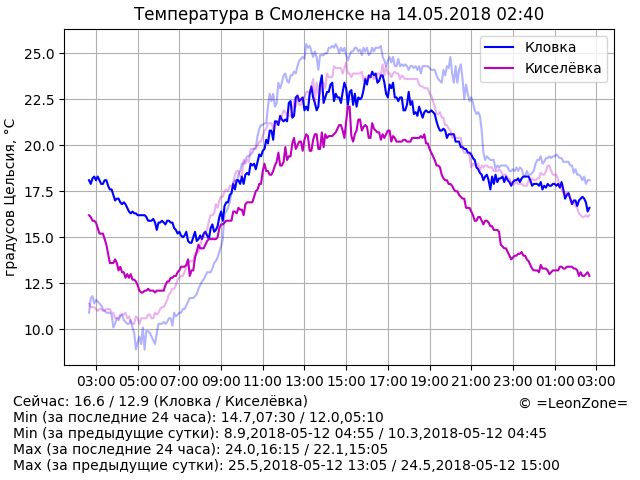 Температура в Смоленске на 14.05.2018 02:40
градусов Цельсия, °C
25.0
22.5
20.0
17.5
15.0
12.5
10.0
Кловка
Киселёвка
03:00 05:00 07:00 09:00 11:00 13:00 15:00 17:00 19:00 21:00 23:00 01:00 03:00
Сейчас: 16.6 / 12.9 (Кловка / Киселёвка)
© =LeonZone=
Min (за последние 24 часа): 14.7,07:30 / 12.0,05:10
Min (за предыдущие сутки): 8.9,2018-05-12 04:55 / 10.3,2018-05-12 04:45
Max (за последние 24 часа): 24.0,16:15 / 22.1,15:05
Max (за предыдущие сутки): 25.5,2018-05-12 13:05 / 24.5,2018-05-12 15:00